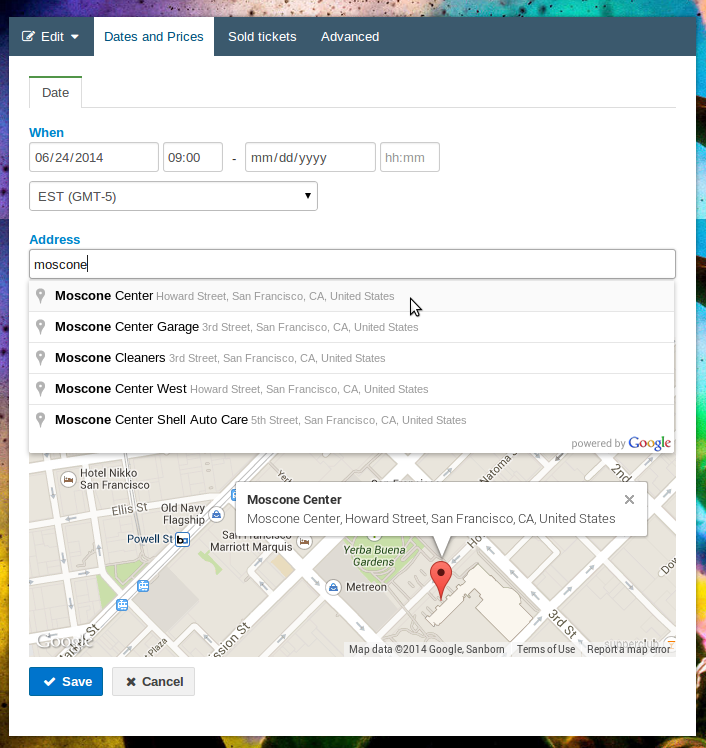 Edit Dates and Prices Sold tickets Advanced
Date
When
06/24/2014 09:00 - mm/dd/yyyy hh:mm
EST (GMT-5)
Address
moscone
Moscone Center Howard Street, San Francisco, CA, United States
Moscone Center Garage 3rd Street, San Francisco, CA, United States
Moscone Cleaners 3rd Street, San Francisco, CA, United States
Moscone Center West Howard Street, San Francisco, CA, United States
Moscone Center Shell Auto Care 5th Street, San Francisco, CA, United States
powered by Google
Hotel Nikko
San Francisco
Natoma
2nd
Ellis St
Old Navy
Flagship
Moscone Center
Moscone Center, Howard Street, San Francisco, CA, United States
Powell St
San
Marriott Marquis
Yerba Buena
Gardens
Metreon
3rd St
Google
Map data ©2014 Google, Sanborn Terms of Use Report a map error
Save Cancel